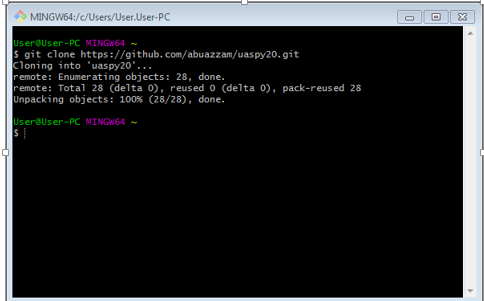 MINGW64:/c/Users/User.User-PC
User@User-PC MINGW64 ~
$ git clone https://github.com/abuazzam/uaspy20.git
Cloning into 'uaspy20'...
remote: Enumerating objects: 28, done.
remote: Total 28 (delta 0), reused 0 (delta 0), pack-reused 28
Unpacking objects: 100% (28/28), done.
User@User-PC MINGW64 ~
$